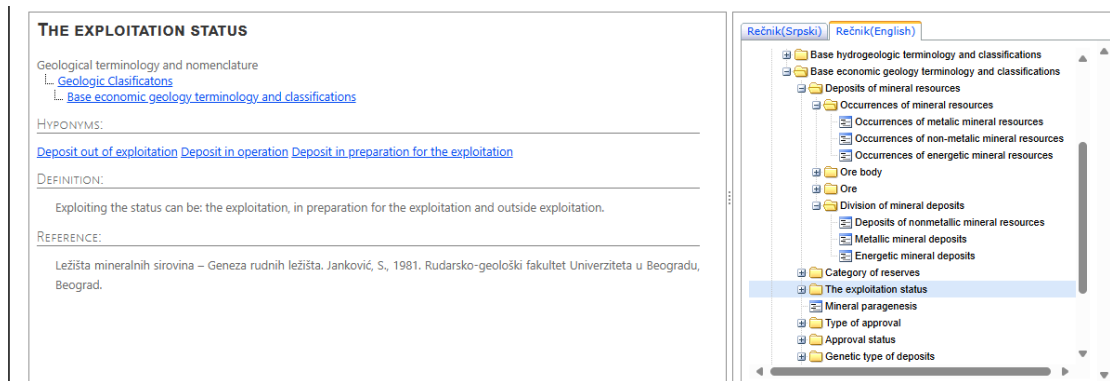 THE EXPLOITATION STATUS
Geological terminology and nomenclature
Geologic Clasificatons
Base economic geology terminology and classifications
HYPONYMS:
Deposit out of exploitation Deposit in operation Deposit in preparation for the exploitation
DEFINITION:
Exploiting the status can be: the exploitation, in preparation for the exploitation and outside exploitation.
REFERENCE:
Ležišta mineralnih sirovina – Geneza rudnih ležišta. Janković, S., 1981. Rudarsko-geološki fakultet Univerziteta u Beogradu,
Beograd.
Rečnik(Srpski) Rečnik(English)
Base hydrogeologic terminology and classifications
Base economic geology terminology and classifications
Deposits of mineral resources
Occurrences of mineral resources
Occurrences of metalic mineral resources
Occurrences of non-metalic mineral resources
Occurrences of energetic mineral resources
Ore body
Ore
Division of mineral deposits
Deposits of nonmetallic mineral resources
Metallic mineral deposits
Energetic mineral deposits
Category of reserves
The exploitation status
Mineral paragenesis
Type of approval
Approval status
Genetic type of deposits